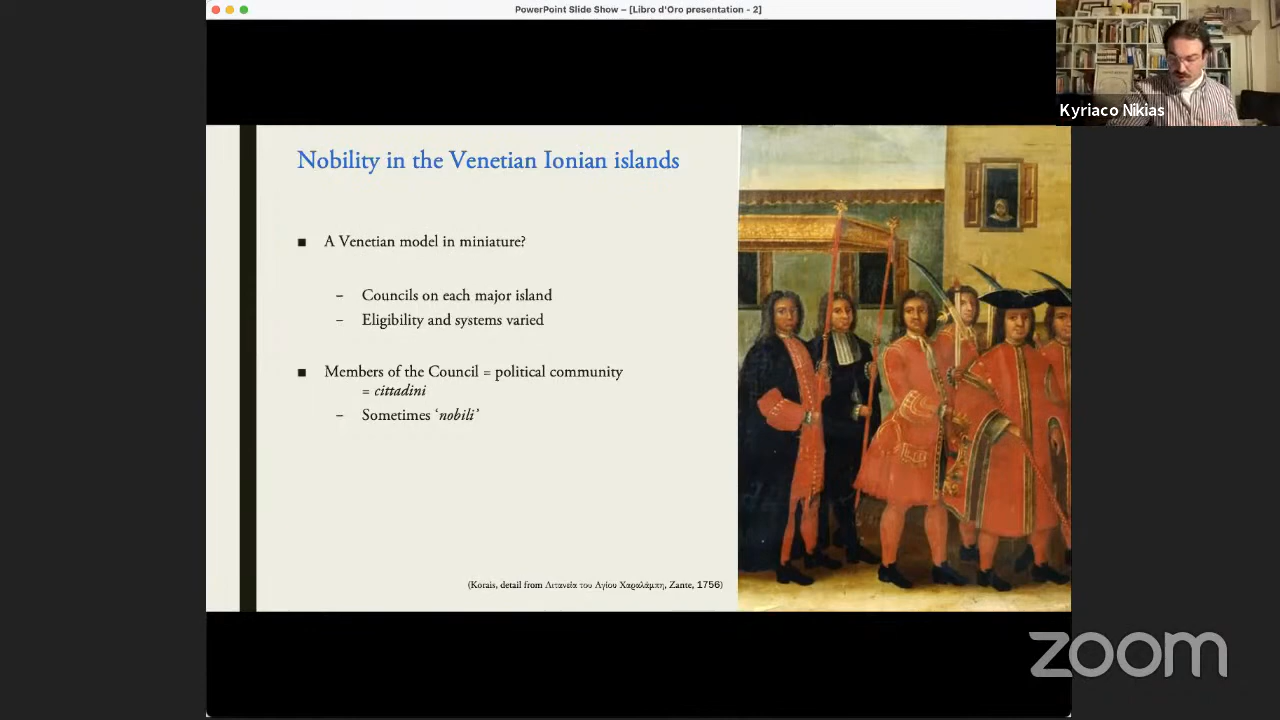 PowerPoint Slide Show – [Libro d'Oro presentation - 2]
Kyriaco Nikias
Nobility in the Venetian Ionian islands
■ A Venetian model in miniature?
– Councils on each major island
– Eligibility and systems varied
■ Members of the Council = political community
= cittadini
– Sometimes ‘nobili’
(Korais, detail from Λιτανεία του Αγίου Χαραλάμπη, Zante, 1756)
zoom